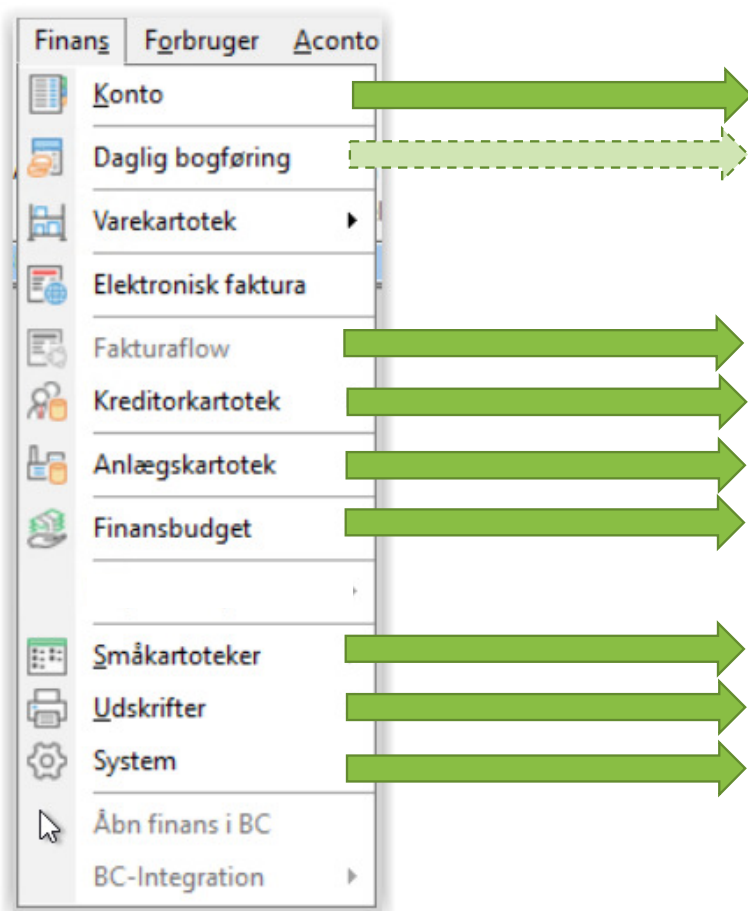 Finans Forbruger Aconto
Konto
Daglig bogføring
Varekartotek
Elektronisk faktura
Fakturaflow
Kreditorkartotek
Anlægskartotek
Finansbudget
Småkartoteker
Udskrifter
System
Åbn finans i BC
BC-Integration